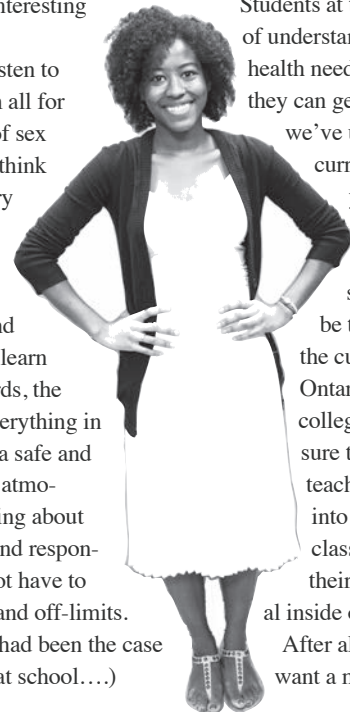 nteresting
sten to
all for
of sex
think
ry
nd
learn
rds, the
erything in
a safe and
atmo-
ing about
nd respon-
ot have to
and off-limits.
had been the case
at school….)
Students at
of understan
health need
they can ge
we've
curr
s
be t
the cu
Ontar
colleg
sure t
teach
into
class
their
al inside
After al
want a